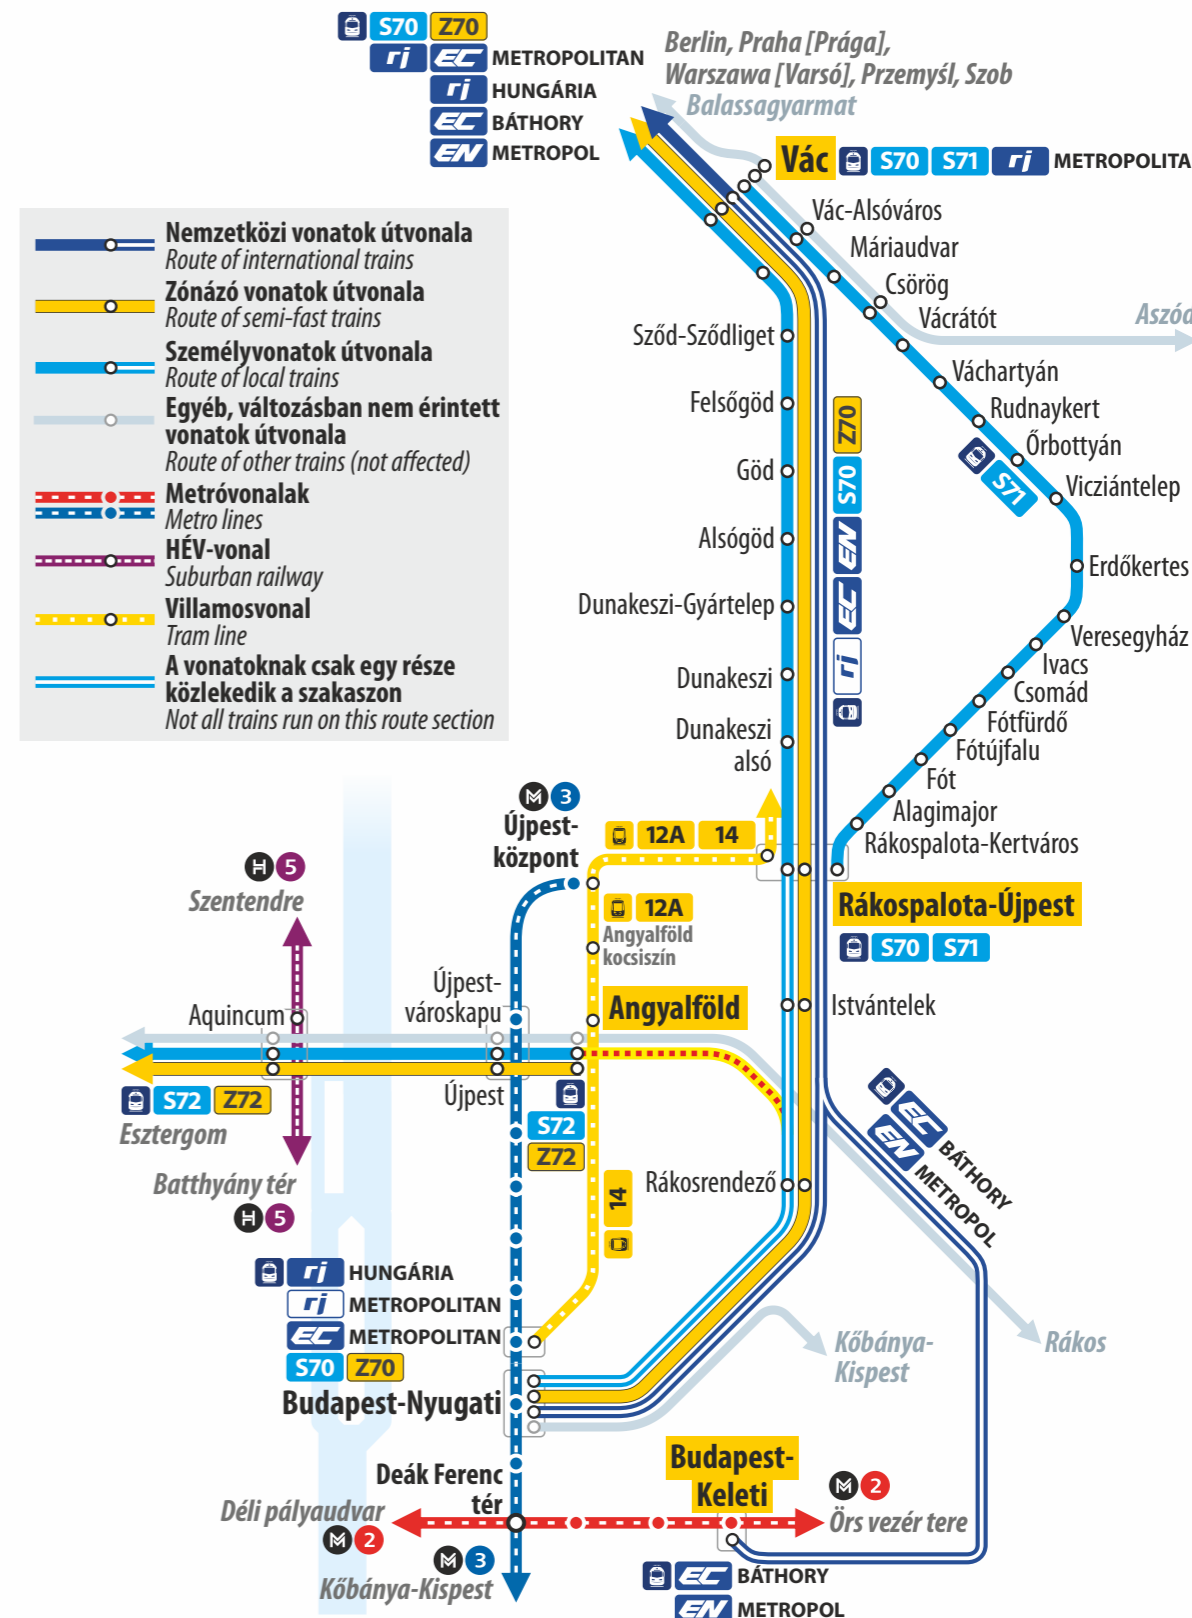 S70 Z70
rj EC METROPOLITAN
rj HUNGÁRIA
EC BÁTHORY
EN METROPOL
Berlin, Praha [Prága],
Warszawa [Varsó], Przemyśl, Szob
Balassagyarmat
Vác S70 S71 rj METROPOLITA
Nemzetközi vonatok útvonala
Route of international trains
Zónázó vonatok útvonala
Route of semi-fast trains
Személyvonatok útvonala
Route of local trains
Egyéb, változásban nem érintett
vonatok útvonala
Route of other trains (not affected)
Metróvonalak
Metro lines
HÉV-vonal
Suburban railway
Villamosvonal
Tram line
A vonatoknak csak egy része
közlekedik a szakaszon
Not all trains run on this route section
Vác-Alsóváros
Máriaudvar
Csörög
Vácrátót
Aszód
Váchartyán
Rudnaykert
Őrbottyán
Vicziántelep
S71
Erdőkertes
Veresegyház
Ivacs
Csomád
Fótfürdő
Fótújfalu
Fót
Alagimajor
Rákospalota-Kertváros
Sződ-Sződliget
Felsőgöd
Göd
Alsógöd
Dunakeszi-Gyártelep
Dunakeszi
Dunakeszi
alsó
rj EC EN S70 Z70
M 3
Újpest-
központ
12A 14
12A
Angyalföld
kocsiszín
Rákospalota-Újpest
S70 S71
H 5
Szentendre
Aquincum
Újpest-
városkapu
Angyalföld
Istvántelek
S72 Z72
Esztergom
Újpest
S72
Z72
Batthyány tér
H 5
14
Rákosrendező
EC BÁTHORY
EN METROPOL
rj HUNGÁRIA
rj METROPOLITAN
EC METROPOLITAN
S70 Z70
Budapest-Nyugati
Kőbánya-
Kispest
Rákos
Deák Ferenc
tér
Budapest-
Keleti
Déli pályaudvar
M 2
M 2
Örs vezér tere
M 3
Kőbánya-Kispest
EC BÁTHORY
EN METROPOL